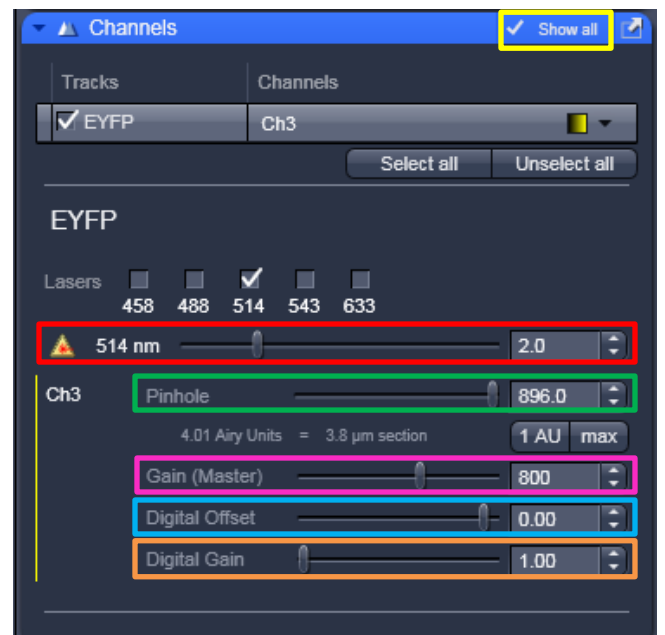 Channels Show all
Tracks Channels
EYFP Ch3
Select all Unselect all
EYFP
Lasers
458 488 514 543 633
514 nm 2.0
Ch3 Pinhole 896.0
4.01 Airy Units = 3.8 µm section 1 AU max
Gain (Master) 800
Digital Offset 0.00
Digital Gain 1.00